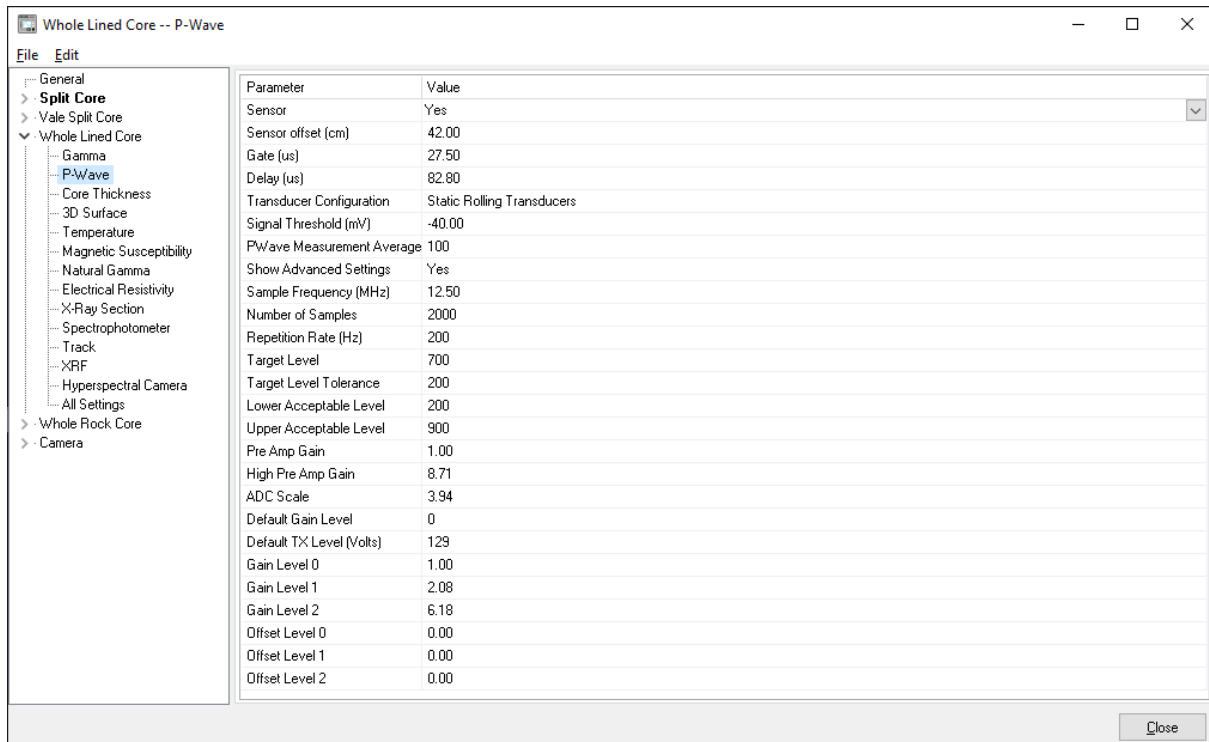 Whole Lined Core -- P-Wave
File Edit
General
Split Core
Vale Split Core
Whole Lined Core
Gamma
P-Wave
Core Thickness
3D Surface
Temperature
Magnetic Susceptibility
Natural Gamma
Electrical Resistivity
X-Ray Section
Spectrophotometer
Track
XRF
Hyperspectral Camera
All Settings
Whole Rock Core
Camera
Parameter Value
Sensor Yes
Sensor offset (cm) 42.00
Gate (us) 27.50
Delay (us) 82.80
Transducer Configuration Static Rolling Transducers
Signal Threshold (mV) -40.00
PWave Measurement Average 100
Show Advanced Settings Yes
Sample Frequency (MHz) 12.50
Number of Samples 2000
Repetition Rate (Hz) 200
Target Level 700
Target Level Tolerance 200
Lower Acceptable Level 200
Upper Acceptable Level 900
Pre Amp Gain 1.00
High Pre Amp Gain 8.71
ADC Scale 3.94
Default Gain Level 0
Default TX Level (Volts) 129
Gain Level 0 1.00
Gain Level 1 2.08
Gain Level 2 6.18
Offset Level 0 0.00
Offset Level 1 0.00
Offset Level 2 0.00
Close